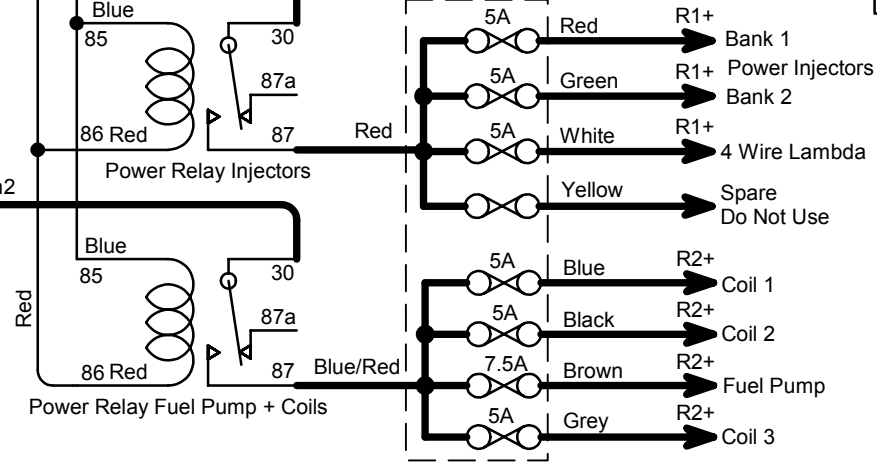 Blue
85
30
87a
86 Red
87
Power Relay Injectors
Red
5A
Red
R1+
Bank 1
Power Injectors
5A
Green
R1+
Bank 2
5A
White
R1+
4 Wire Lambda
Yellow
Spare
Do Not Use
Blue
85
30
87a
Red
86 Red
87
Power Relay Fuel Pump + Coils
Blue/Red
5A
Blue
R2+
Coil 1
5A
Black
R2+
Coil 2
7.5A
Brown
R2+
Fuel Pump
5A
Grey
R2+
Coil 3